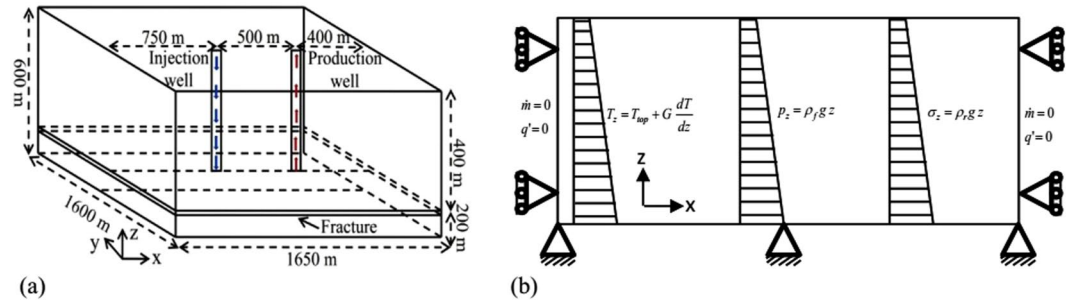 750 m
500 m
400 m
Injection
well
Production
well
600 m
400 m
200 m
Fracture
1600 m
1650 m
z
y
x
(a)
ṁ=0
q'=0
T_z=T_top+G dT/dz
p_z=ρ_f g z
σ_z=ρ_r g z
ṁ=0
q'=0
Z
X
(b)